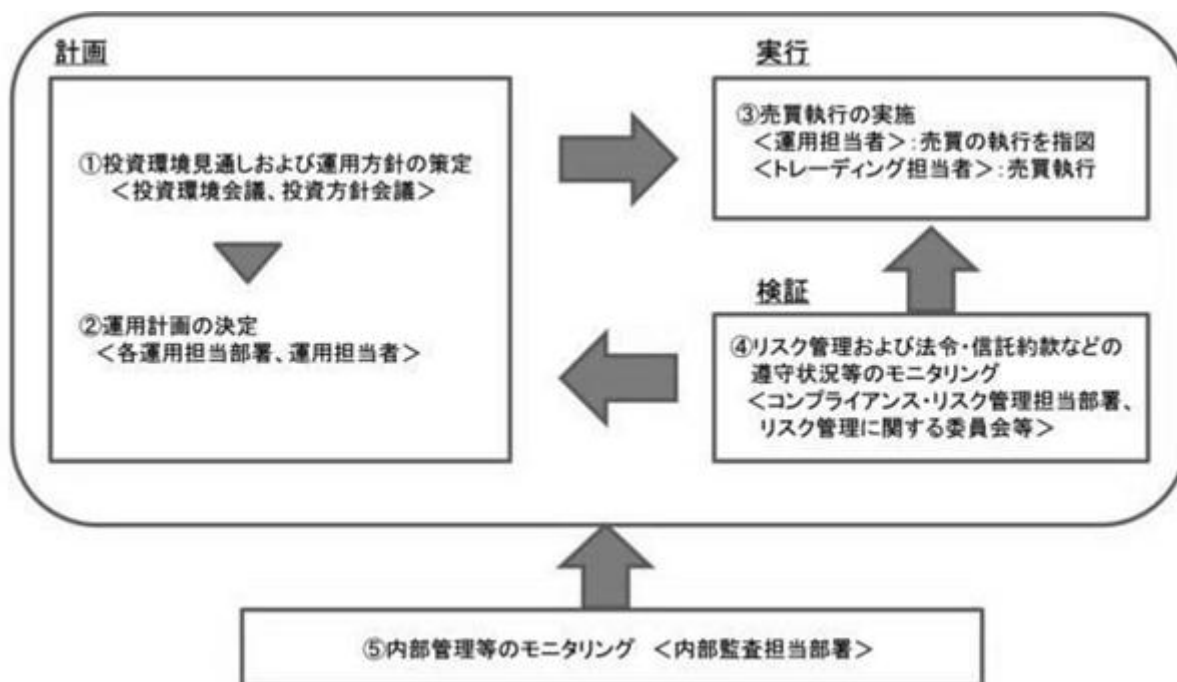 計画
①投資環境見通しおよび運用方針の策定
＜投資環境会議、投資方針会議＞
②運用計画の決定
＜各運用担当部署、運用担当者＞
実行
③売買執行の実施
＜運用担当者＞：売買の執行を指図
＜トレーディング担当者＞：売買執行
検証
④リスク管理および法令・信託約款などの
遵守状況等のモニタリング
＜コンプライアンス・リスク管理担当部署、
リスク管理に関する委員会等＞
⑤内部管理等のモニタリング ＜内部監査担当部署＞